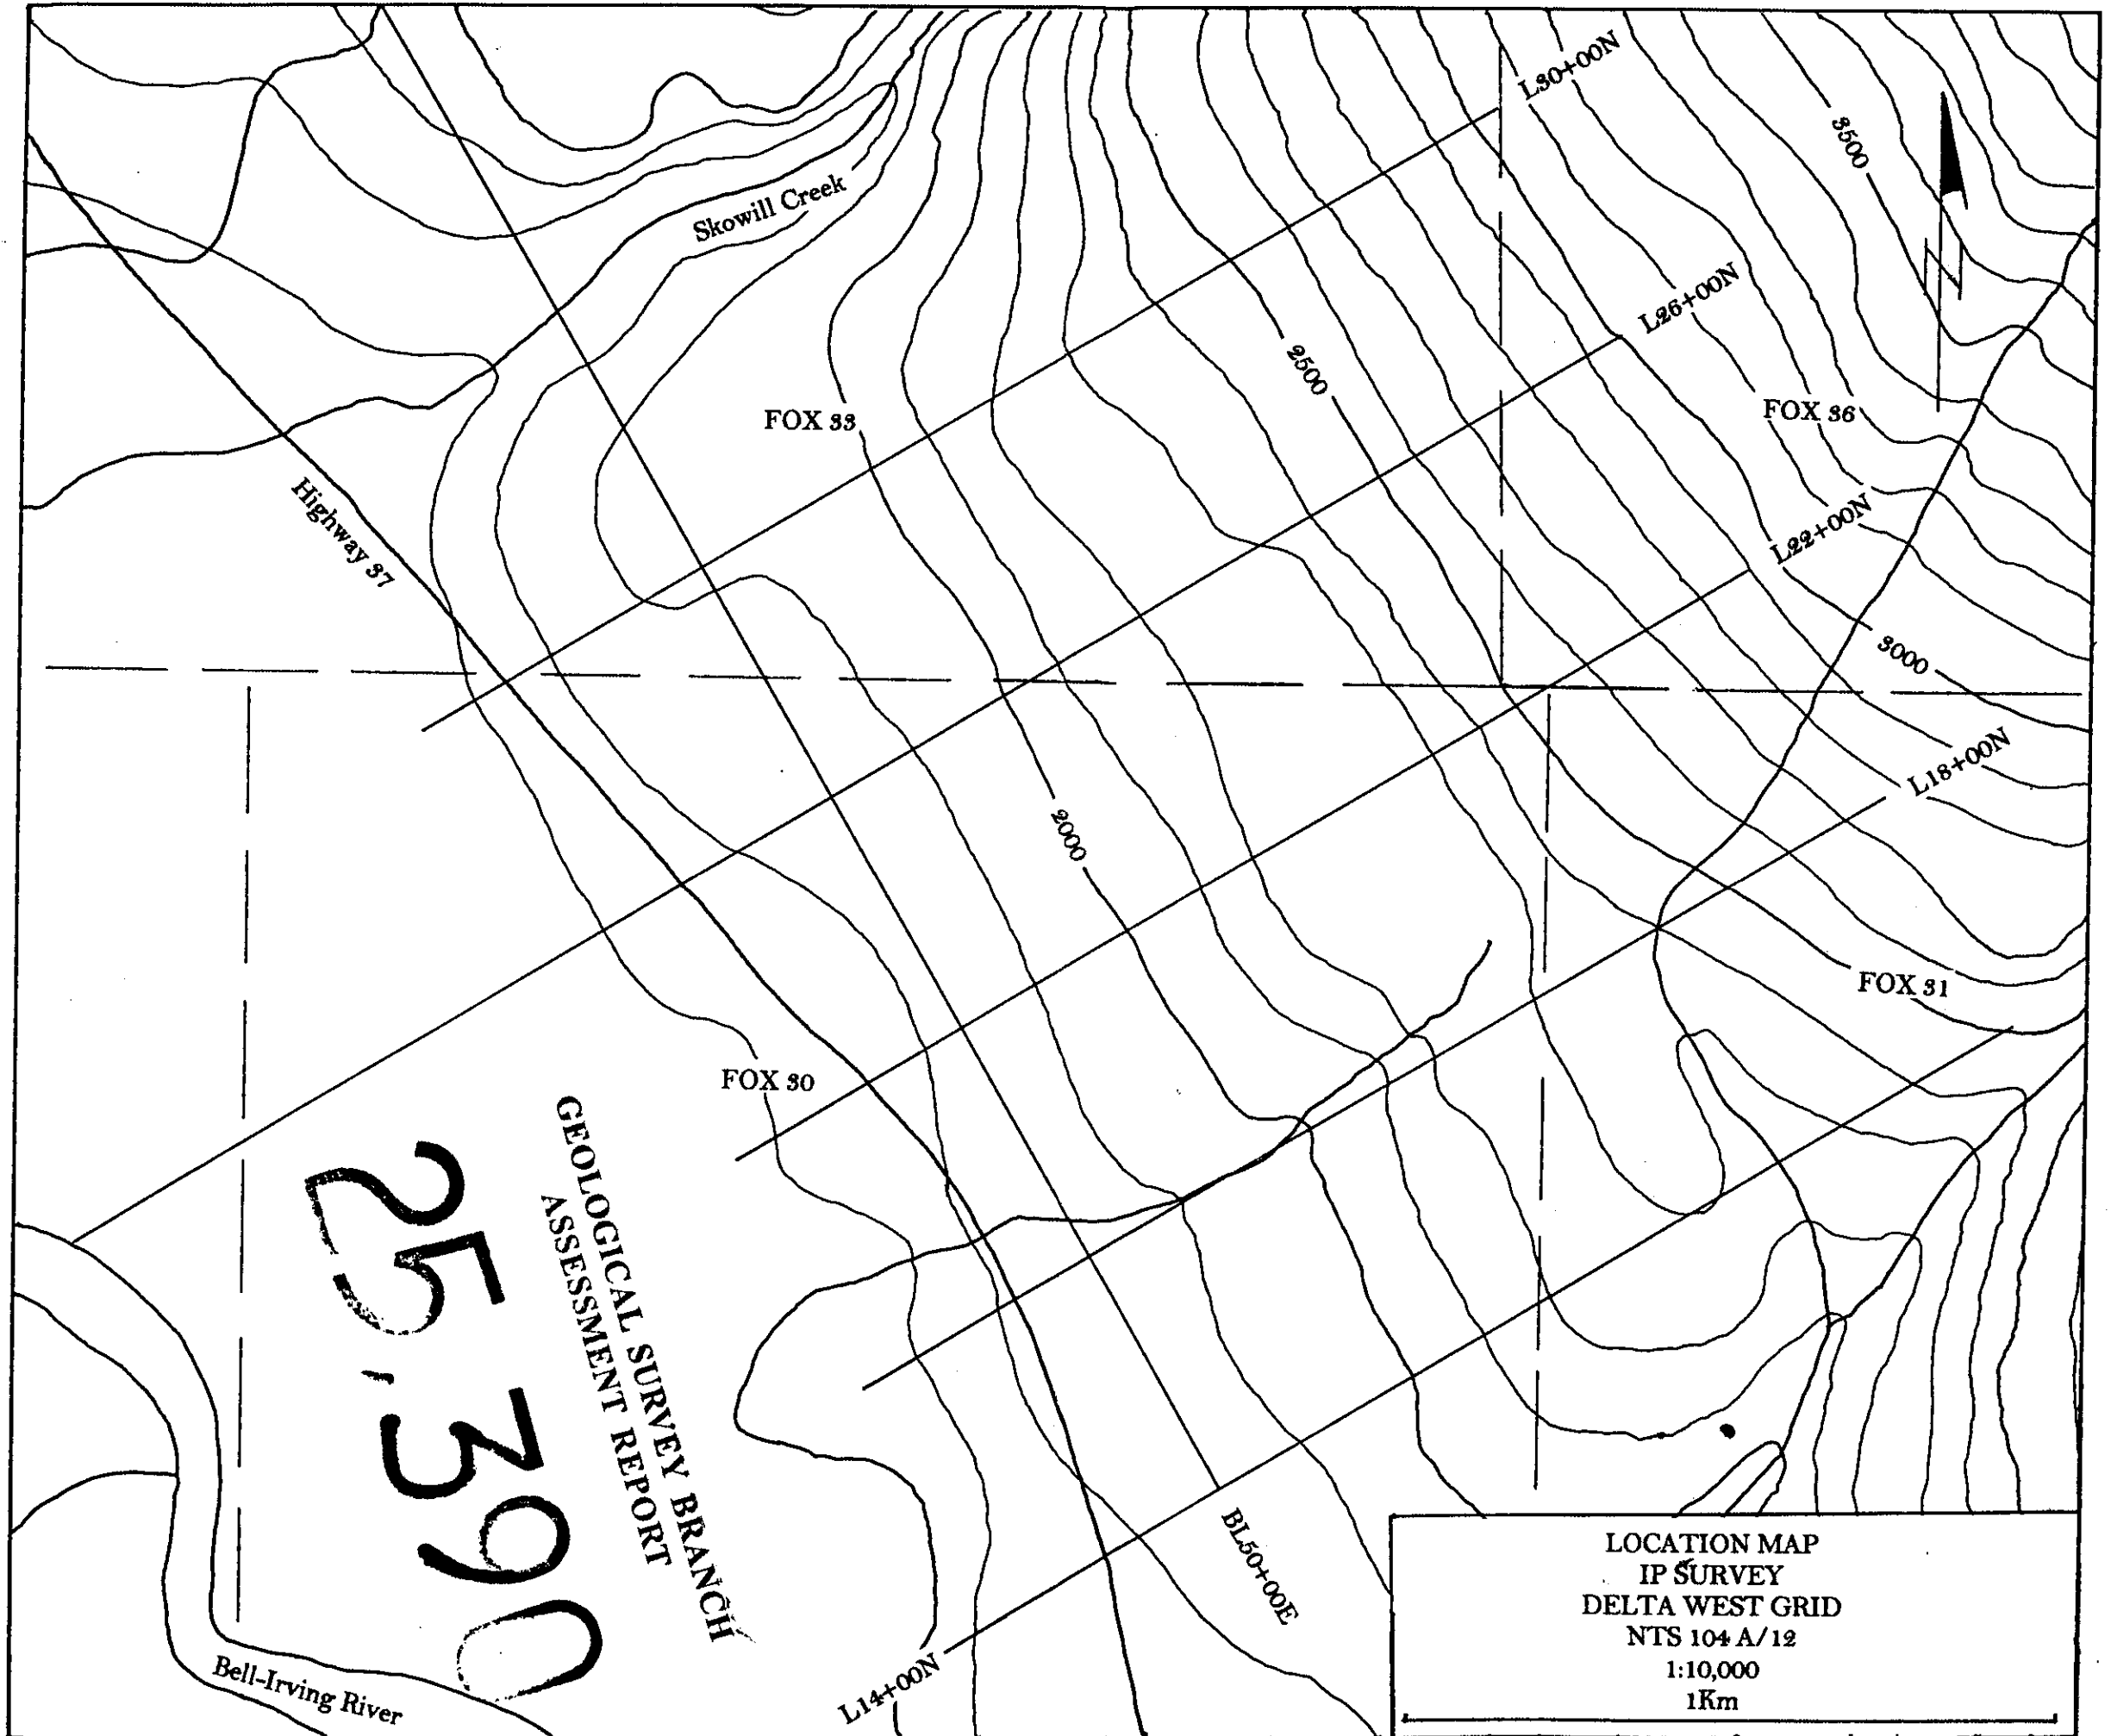 L30+00N
3500
Skowill Creek
L26+00N
2500
FOX 33
FOX 36
Highway 37
L22+00N
3000
L18+00N
2000
FOX 31
FOX 30
GEOLOGICAL SURVEY BRANCH
ASSESSMENT REPORT
25,390
BL50+00E
L14+00N
Bell-Irving River
N
LOCATION MAP
IP SURVEY
DELTA WEST GRID
NTS 104 A/12
1:10,000
1Km